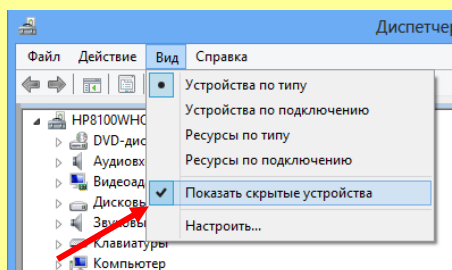 Диспетчер
Файл Действие Вид Справка
Устройства по типу
Устройства по подключению
Ресурсы по типу
Ресурсы по подключению
Показать скрытые устройства
Настроить...
HP8100WHO
DVD-дис
Аудиовх
Видеоад
Дисковы
Звуковы
Клавиатуры
Компьютер